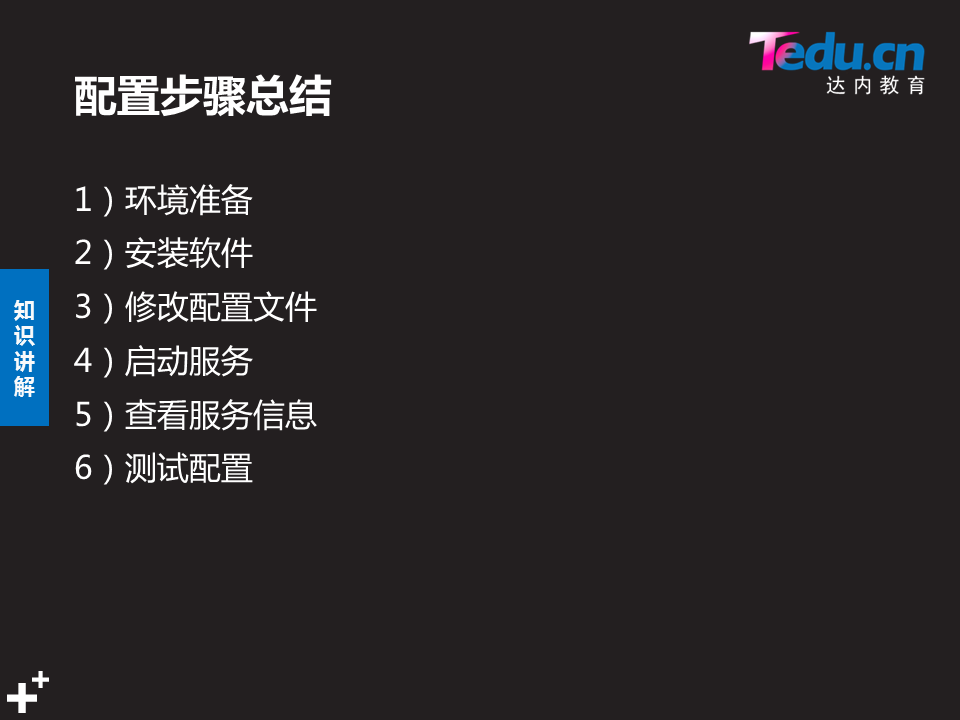 Tedu.cn
达内教育
配置步骤总结
1）环境准备
2）安装软件
3）修改配置文件
4）启动服务
5）查看服务信息
6）测试配置
知识讲解